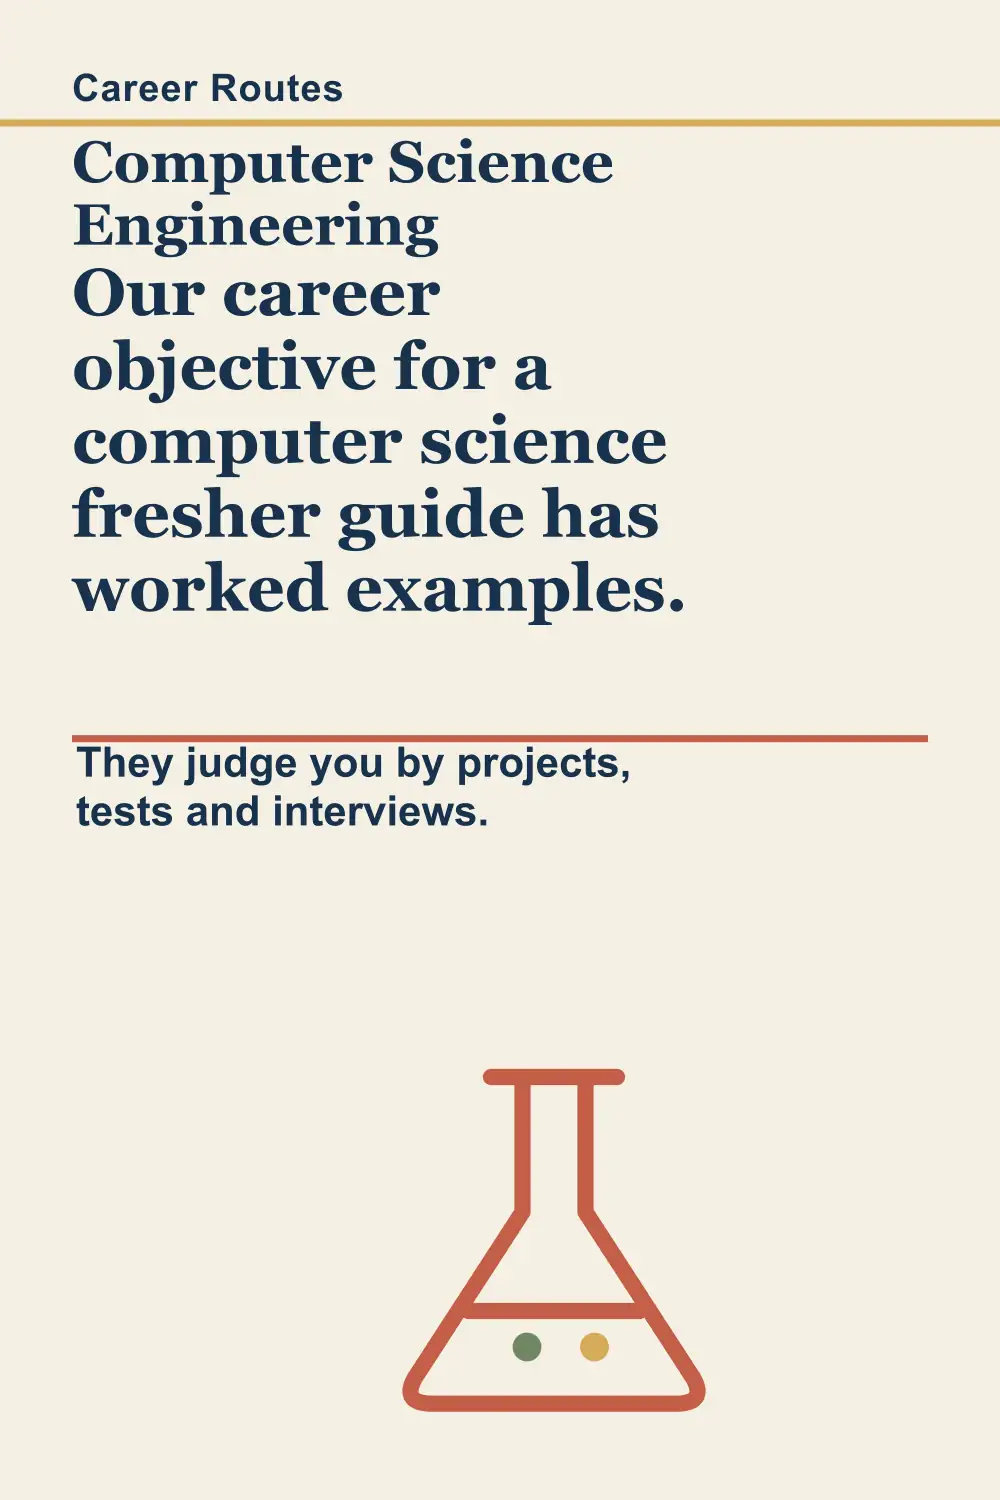 Career Routes
Computer Science
Engineering
Our career
objective for a
computer science
fresher guide has
worked examples.
They judge you by projects,
tests and interviews.